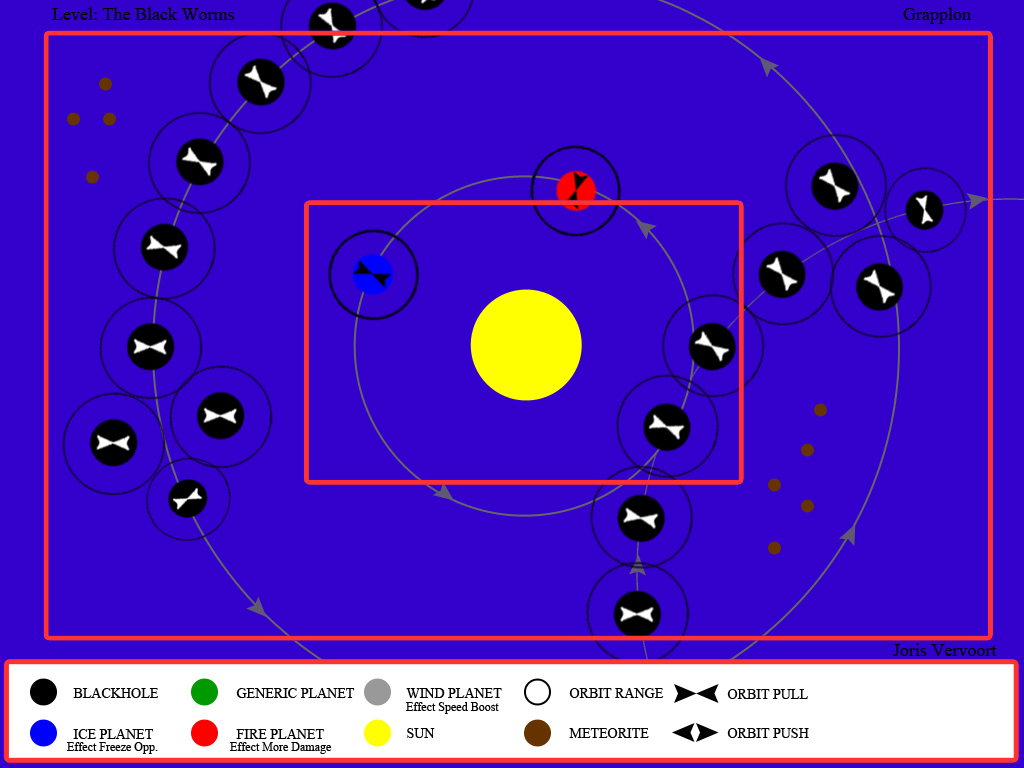 Level: The Black Worms
Grapplon
Joris Vervoort
BLACKHOLE
GENERIC PLANET
WIND PLANET
Effect Speed Boost
ORBIT RANGE
ORBIT PULL
ICE PLANET
Effect Freeze Opp.
FIRE PLANET
Effect More Damage
SUN
METEORITE
ORBIT PUSH